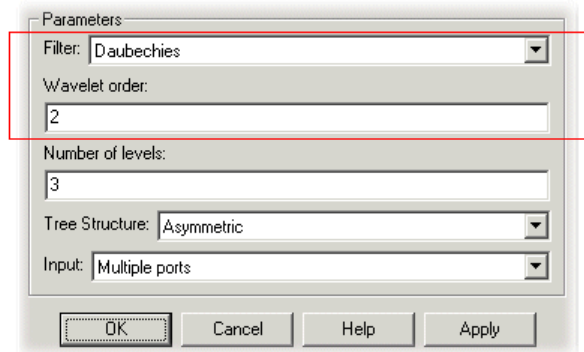 Parameters
Filter: Daubechies
Wavelet order:
2
Number of levels:
3
Tree Structure: Asymmetric
Input: Multiple ports
OK Cancel Help Apply